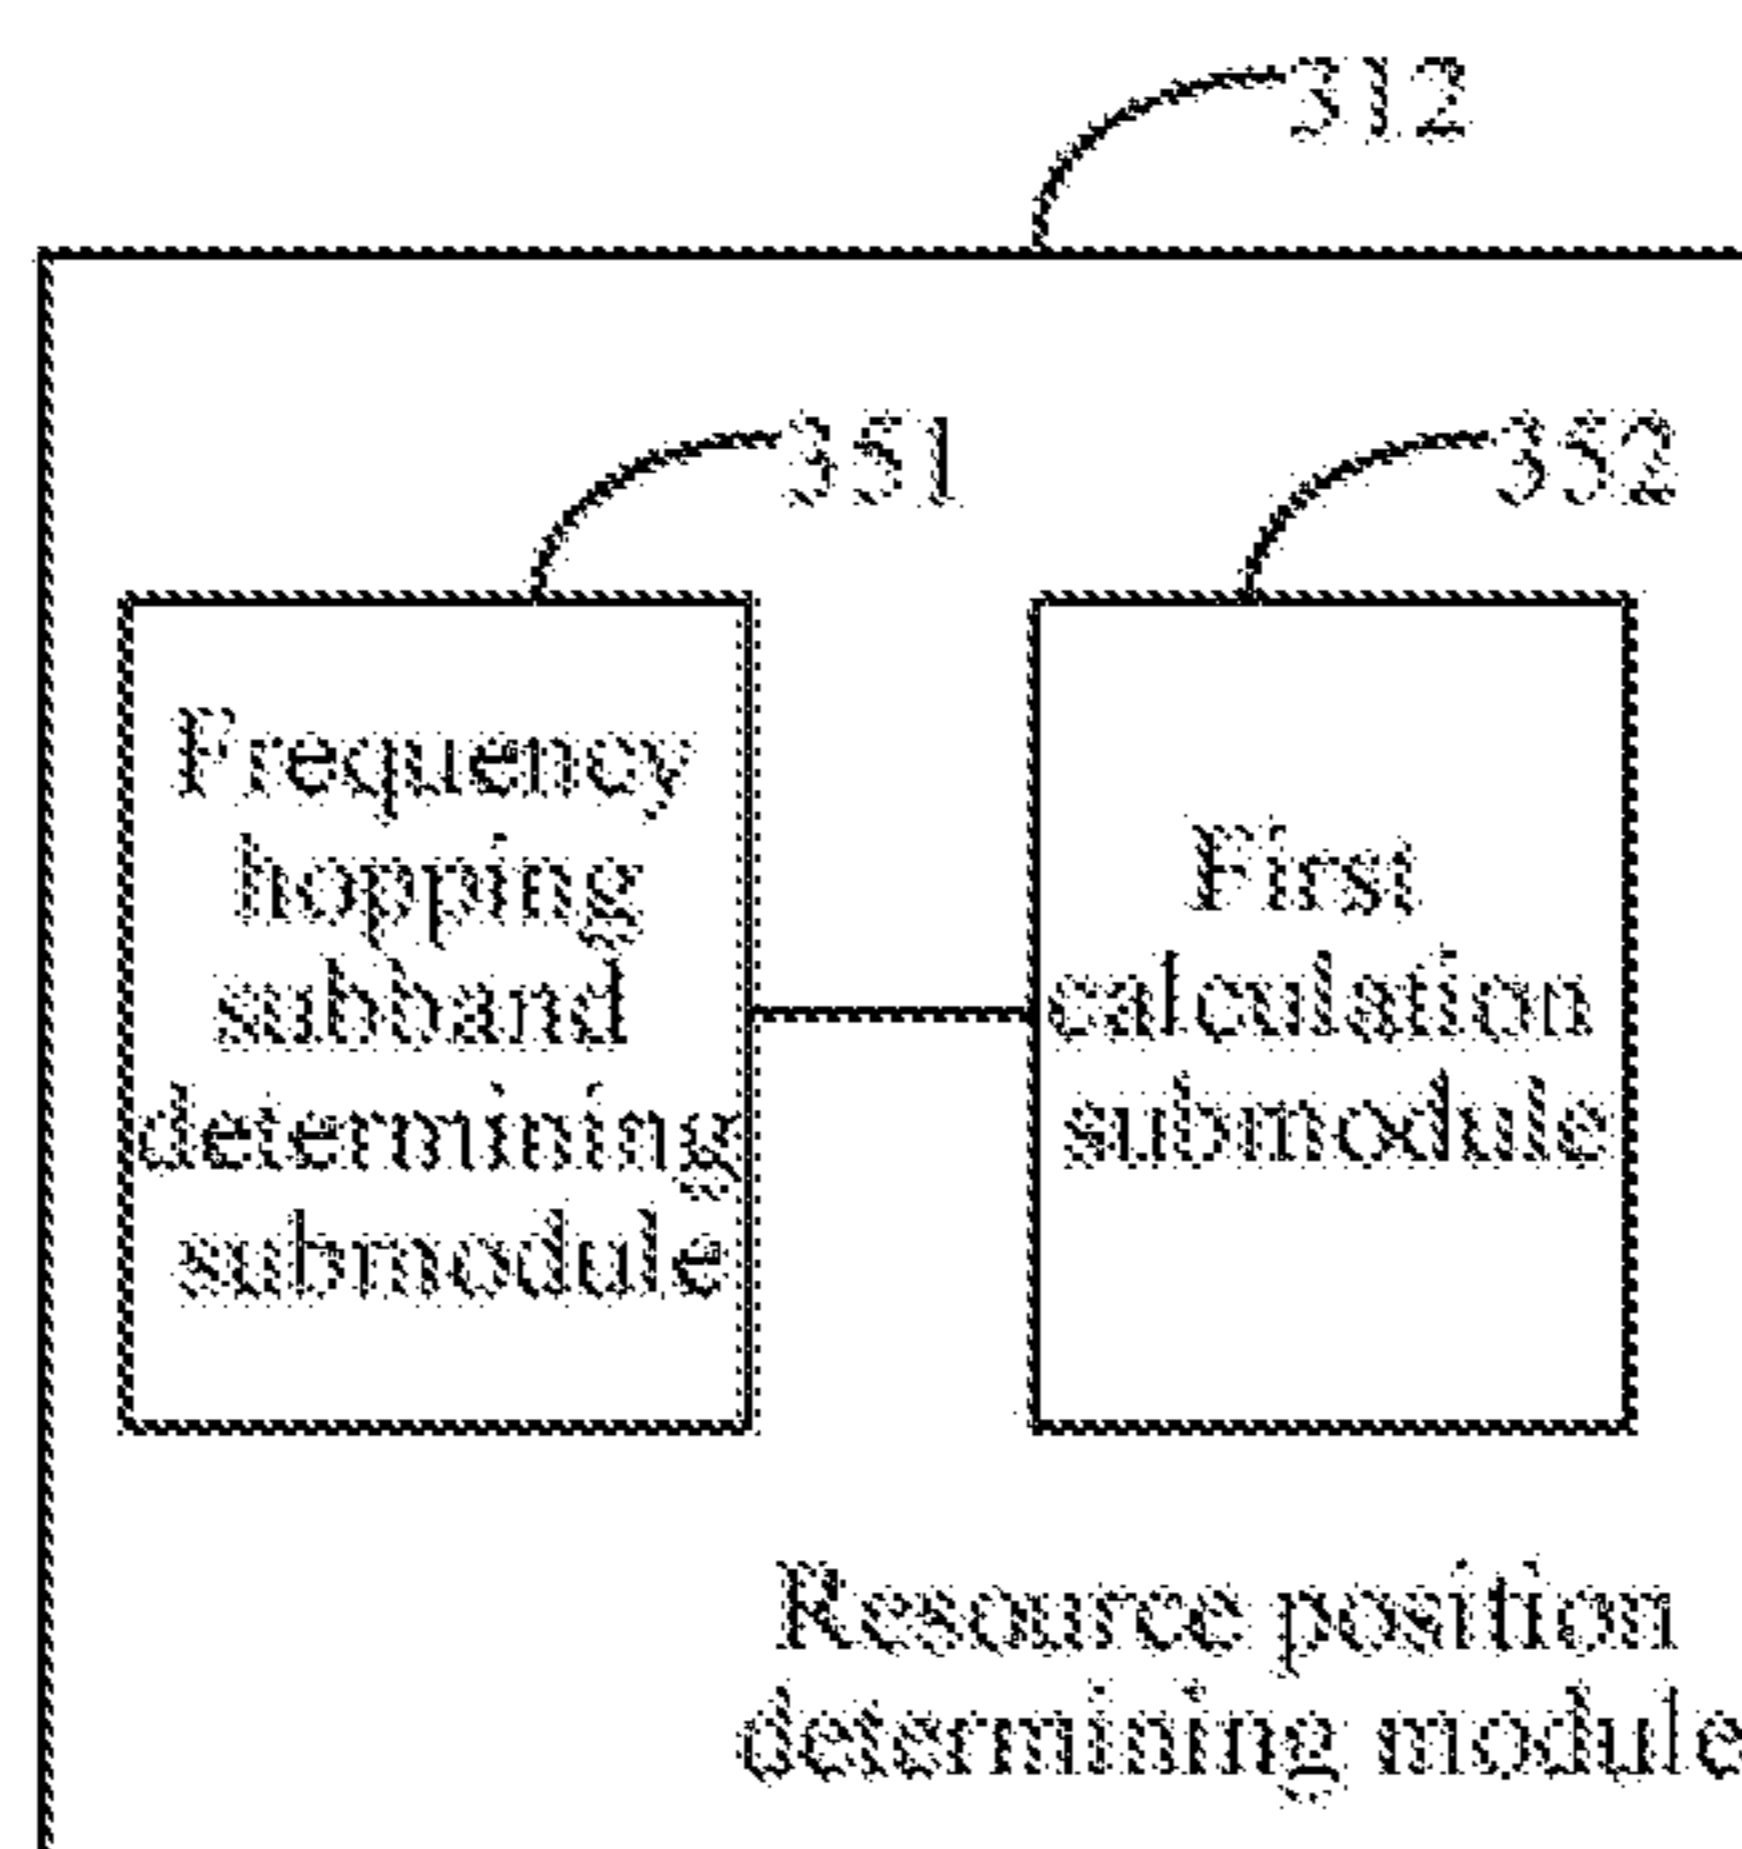 312
351
352
Frequency
hopping
subband
determining
submodule
First
calculation
submodule
Resource position
determining module